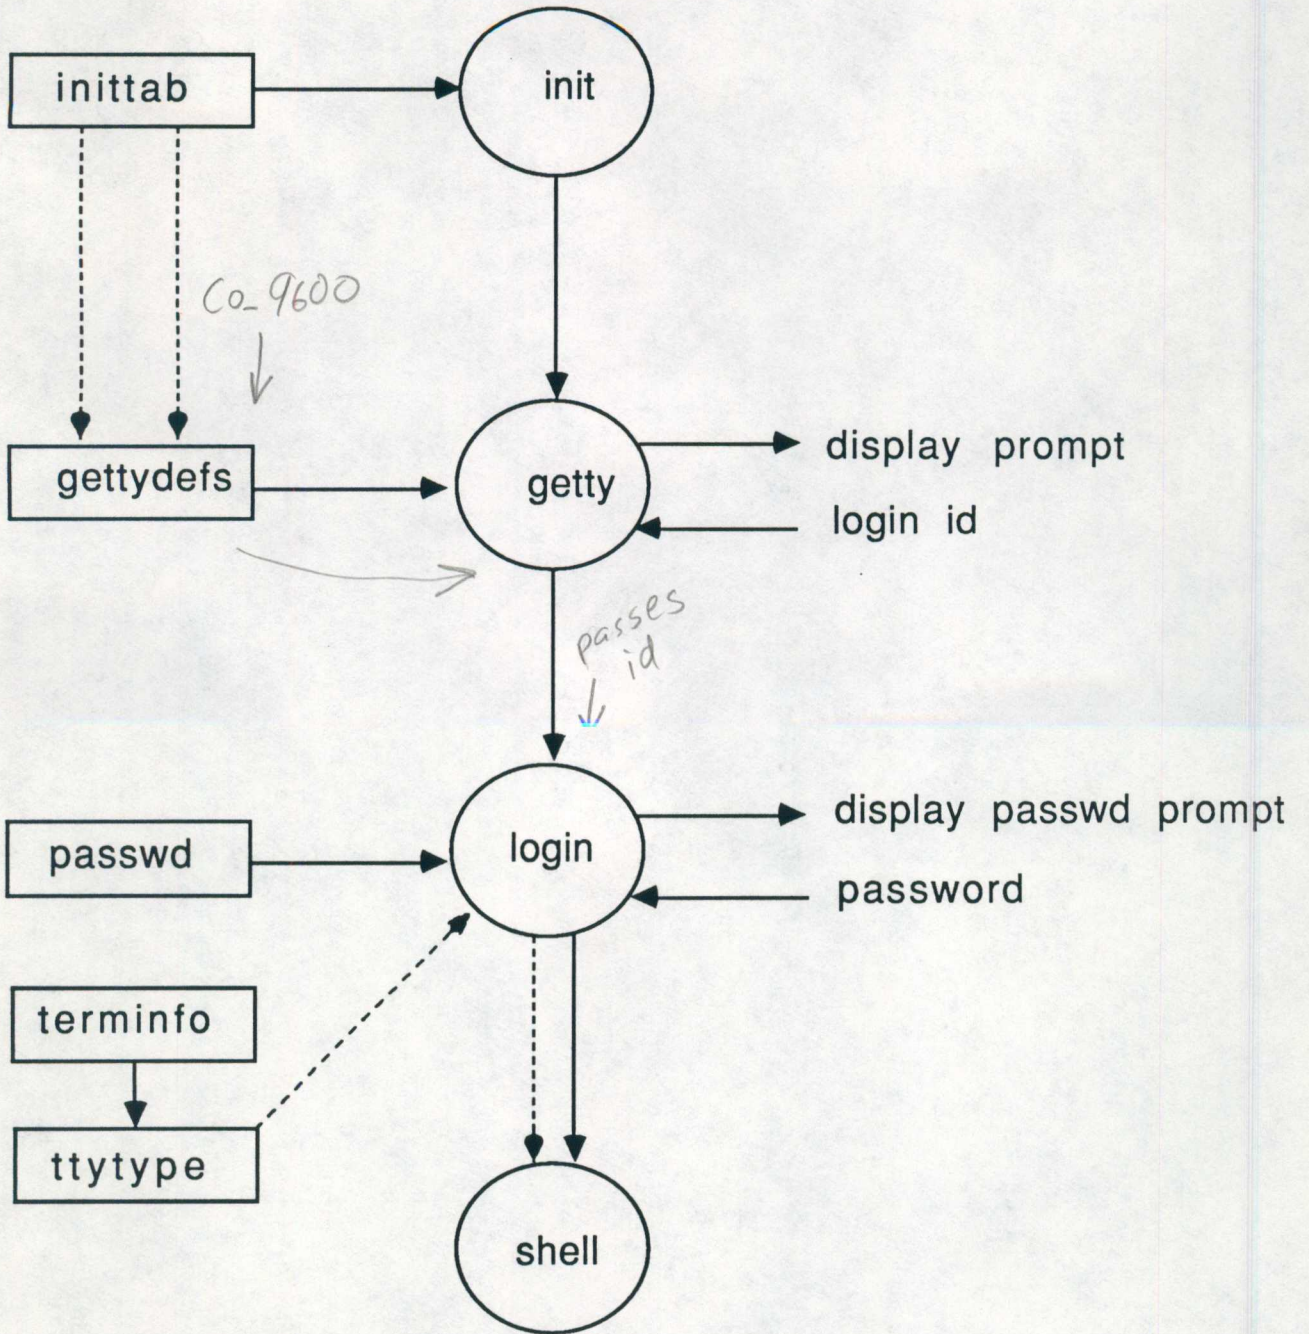 inittab
init
Co_9600
gettydefs
getty
display prompt
login id
passes
id
passwd
login
display passwd prompt
password
terminfo
ttytype
shell